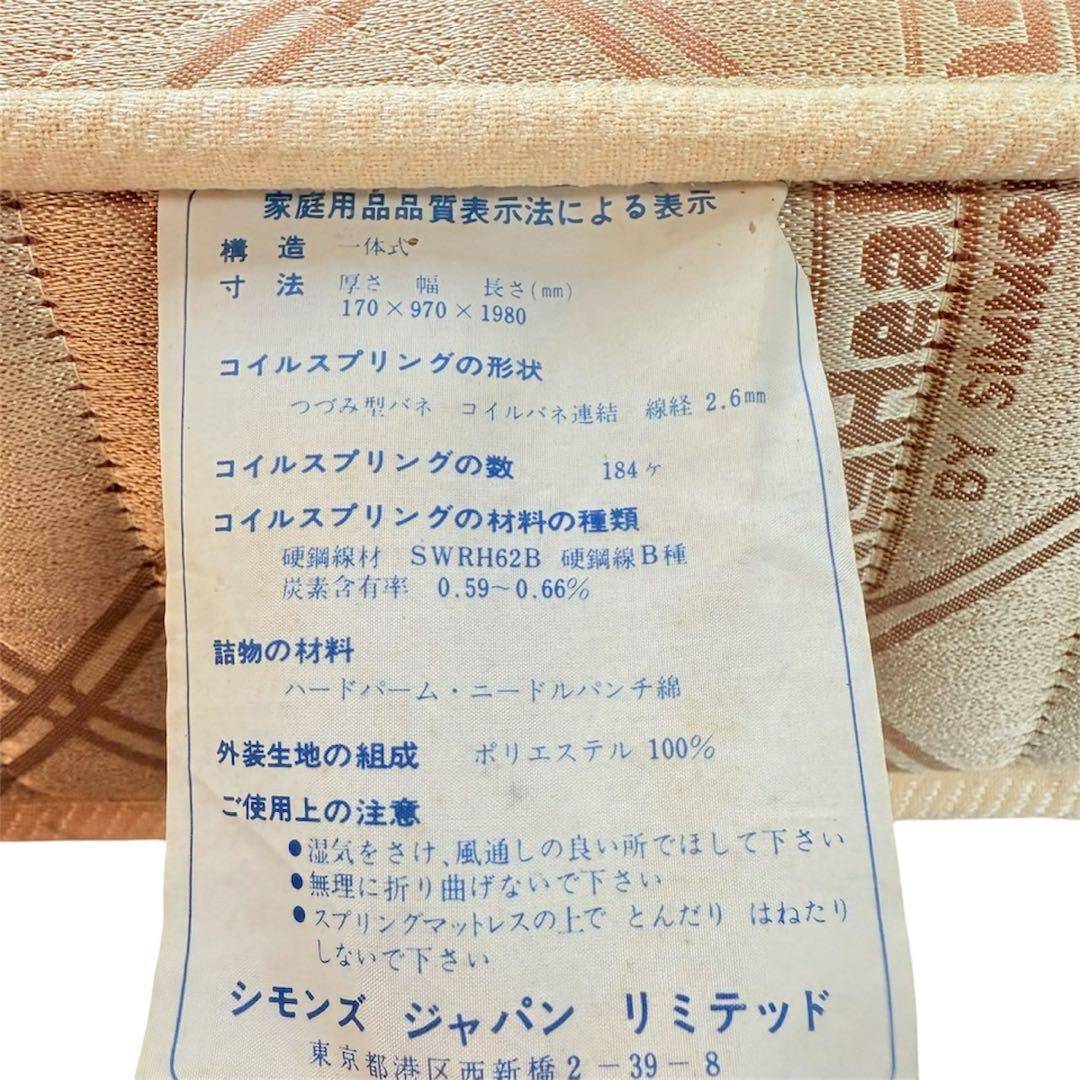 家庭用品品質表示法による表示
構造 一体式
寸法 厚さ 幅 長さ(mm)
170×970×1980
コイルスプリングの形状
つづみ型バネ コイルバネ連結 線経 2.6mm
コイルスプリングの数 184ヶ
コイルスプリングの材料の種類
硬鋼線材 SWRH62B 硬鋼線B種
炭素含有率 0.59〜0.66%
詰物の材料
ハードパーム・ニードルパンチ綿
外装生地の組成 ポリエステル 100%
ご使用上の注意
●湿気をさけ、風通しの良い所でほして下さい
●無理に折り曲げないで下さい
●スプリングマットレスの上で とんだり はねたり
しないで下さい
シモンズ ジャパン リミテッド
東京都港区西新橋2-39-8
BY SIMMO